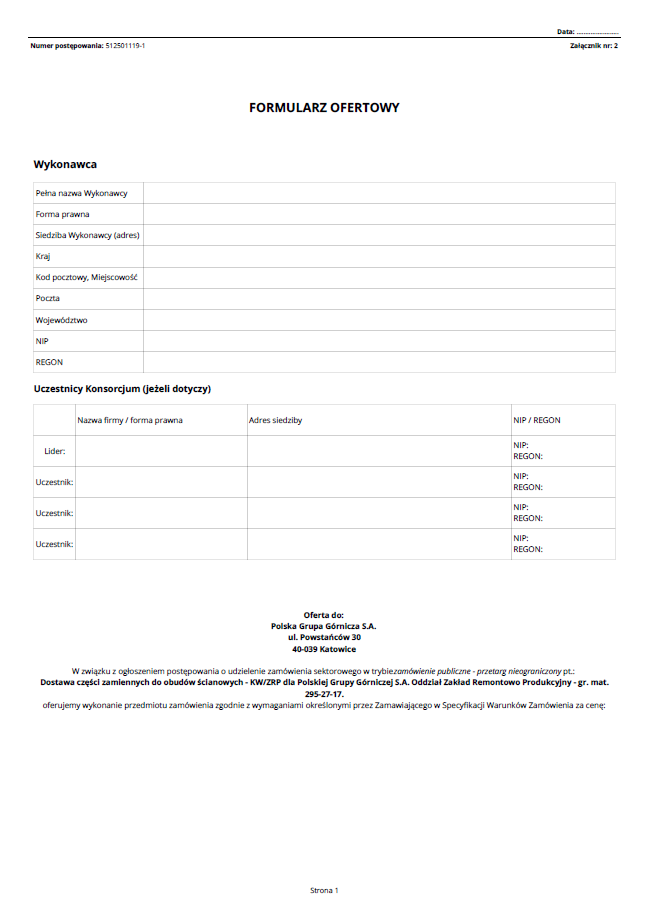 Data: ......................
Numer postępowania: 512501119-1 Załącznik nr: 2
FORMULARZ OFERTOWY
Wykonawca
Pełna nazwa Wykonawcy
Forma prawna
Siedziba Wykonawcy (adres)
Kraj
Kod pocztowy, Miejscowość
Poczta
Województwo
NIP
REGON
Uczestnicy Konsorcjum (jeżeli dotyczy)
Nazwa firmy / forma prawna Adres siedziby NIP / REGON
Lider: NIP:
REGON:
Uczestnik: NIP:
REGON:
Uczestnik: NIP:
REGON:
Uczestnik: NIP:
REGON:
Oferta do:
Polska Grupa Górnicza S.A.
ul. Powstańców 30
40-039 Katowice
W związku z ogłoszeniem postępowania o udzielenie zamówienia sektorowego w trybiezamówienie publiczne - przetarg nieograniczony pt.:
Dostawa części zamiennych do obudów ścianowych - KW/ZRP dla Polskiej Grupy Górniczej S.A. Oddział Zakład Remontowo Produkcyjny - gr. mat.
295-27-17.
oferujemy wykonanie przedmiotu zamówienia zgodnie z wymaganiami określonymi przez Zamawiającego w Specyfikacji Warunków Zamówienia za cenę:
Strona 1